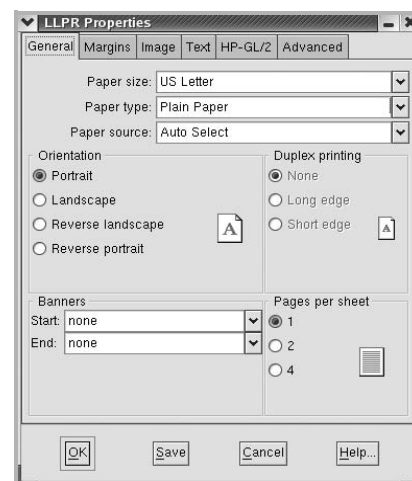 LLPR Properties
General Margins Image Text HP-GL/2 Advanced
Paper size: US Letter
Paper type: Plain Paper
Paper source: Auto Select
Orientation
Portrait
Landscape
Reverse landscape
Reverse portrait
A
Duplex printing
None
Long edge
Short edge
A
Banners
Start: none
End: none
Pages per sheet
1
2
4
OK Save Cancel Help...